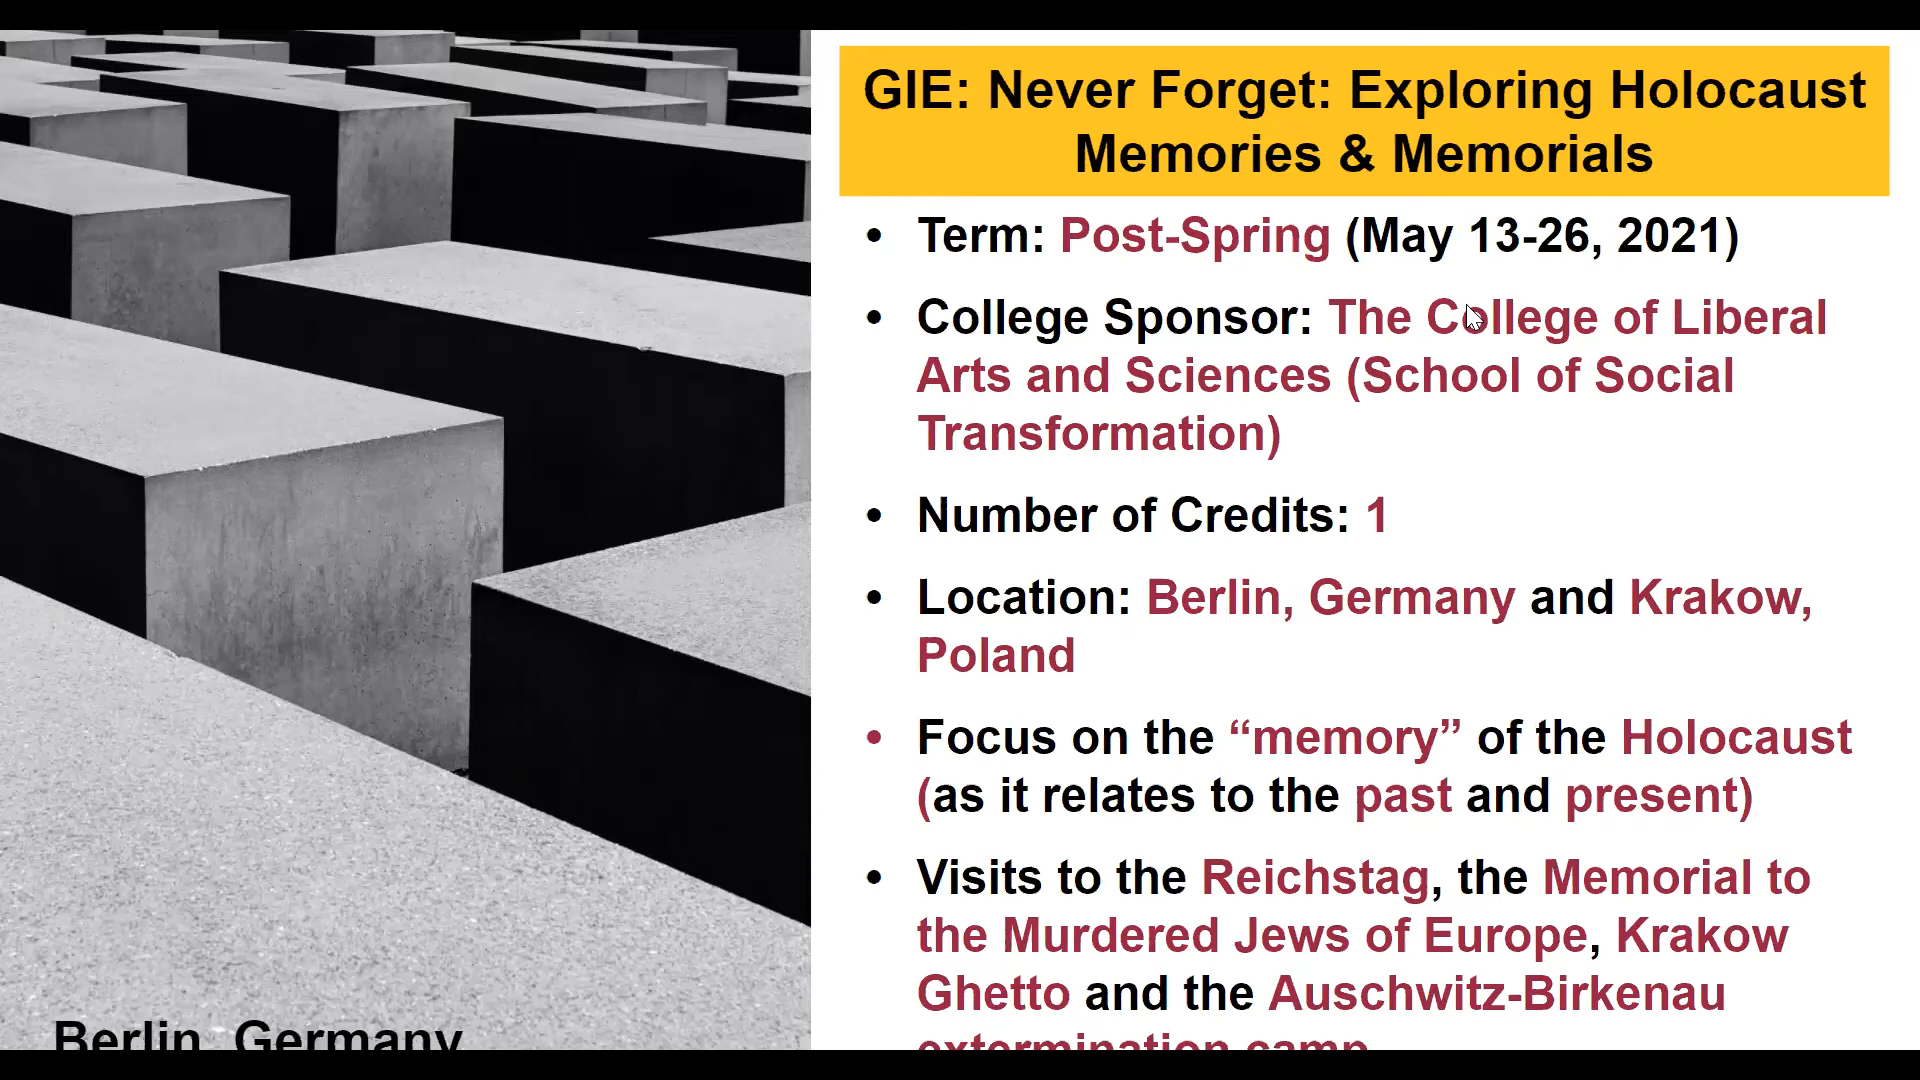 GIE: Never Forget: Exploring Holocaust
Memories & Memorials
• Term: Post-Spring (May 13-26, 2021)
• College Sponsor: The College of Liberal
Arts and Sciences (School of Social
Transformation)
• Number of Credits: 1
• Location: Berlin, Germany and Krakow,
Poland
• Focus on the “memory” of the Holocaust
(as it relates to the past and present)
• Visits to the Reichstag, the Memorial to
the Murdered Jews of Europe, Krakow
Ghetto and the Auschwitz-Birkenau
extermination camp
Berlin, Germany